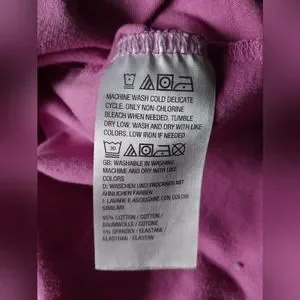 MACHINE WASH COLD DELICATE
CYCLE. ONLY NON-CHLORINE
BLEACH WHEN NEEDED. TUMBLE
DRY LOW. WASH AND DRY WITH LIKE
COLORS. LOW IRON IF NEEDED
30
GB: WASHABLE IN WASHING
MACHINE AND DRY WITH LIKE
COLORS
D: WASCHEN UND TROCKNEN MIT
ÄHNLICHEN FARBEN
I: LAVARE E ASCIUGARE CON COLORI
SIMILARI
95% COTTON / COTTON /
BAUMWOLLE / COTONE
5% SPANDEX / ELASTANE /
ELASTHAN / ELASTAN